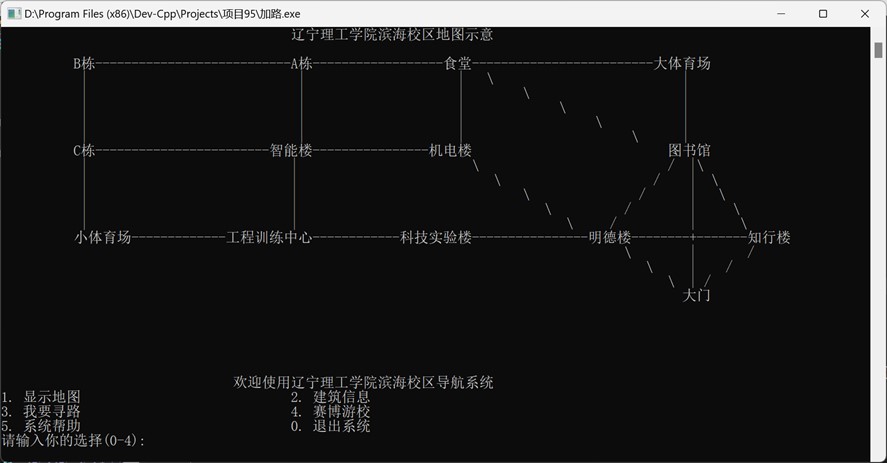 D:\Program Files (x86)\Dev-Cpp\Projects\项目95\加路.exe
辽宁理工学院滨海校区地图示意
B栋 A栋 食堂 大体育场
C栋 智能楼 机电楼 图书馆
小体育场 工程训练中心 科技实验楼 明德楼 知行楼
大门
欢迎使用辽宁理工学院滨海校区导航系统
1. 显示地图 2. 建筑信息
3. 我要寻路 4. 赛博游校
5. 系统帮助 0. 退出系统
请输入你的选择(0-4):